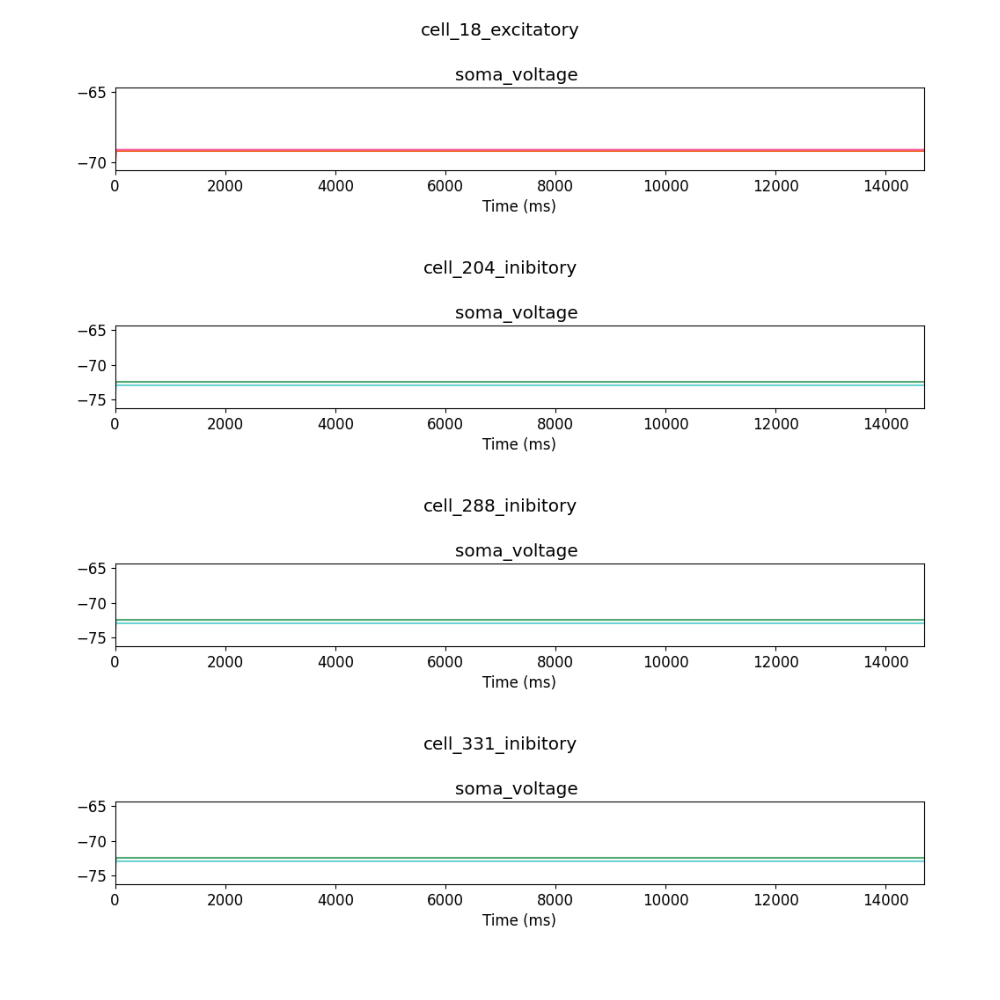 cell_18_excitatory
soma_voltage
−65
−70
0 2000 4000 6000 8000 10000 12000 14000
Time (ms)
cell_204_inibitory
soma_voltage
−65
−70
−75
0 2000 4000 6000 8000 10000 12000 14000
Time (ms)
cell_288_inibitory
soma_voltage
−65
−70
−75
0 2000 4000 6000 8000 10000 12000 14000
Time (ms)
cell_331_inibitory
soma_voltage
−65
−70
−75
0 2000 4000 6000 8000 10000 12000 14000
Time (ms)